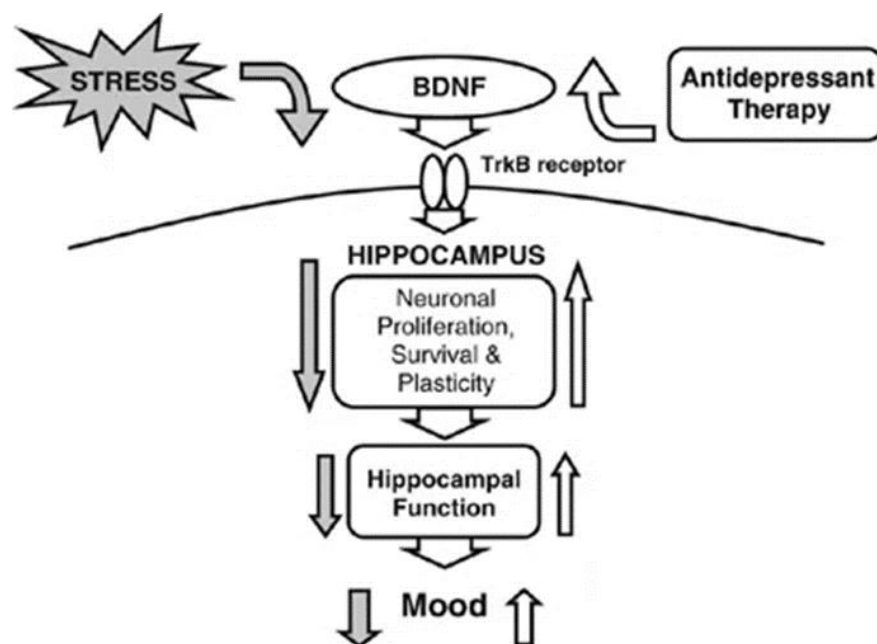 STRESS
BDNF
Antidepressant
Therapy
TrkB receptor
HIPPOCAMPUS
Neuronal
Proliferation,
Survival &
Plasticity
Hippocampal
Function
Mood